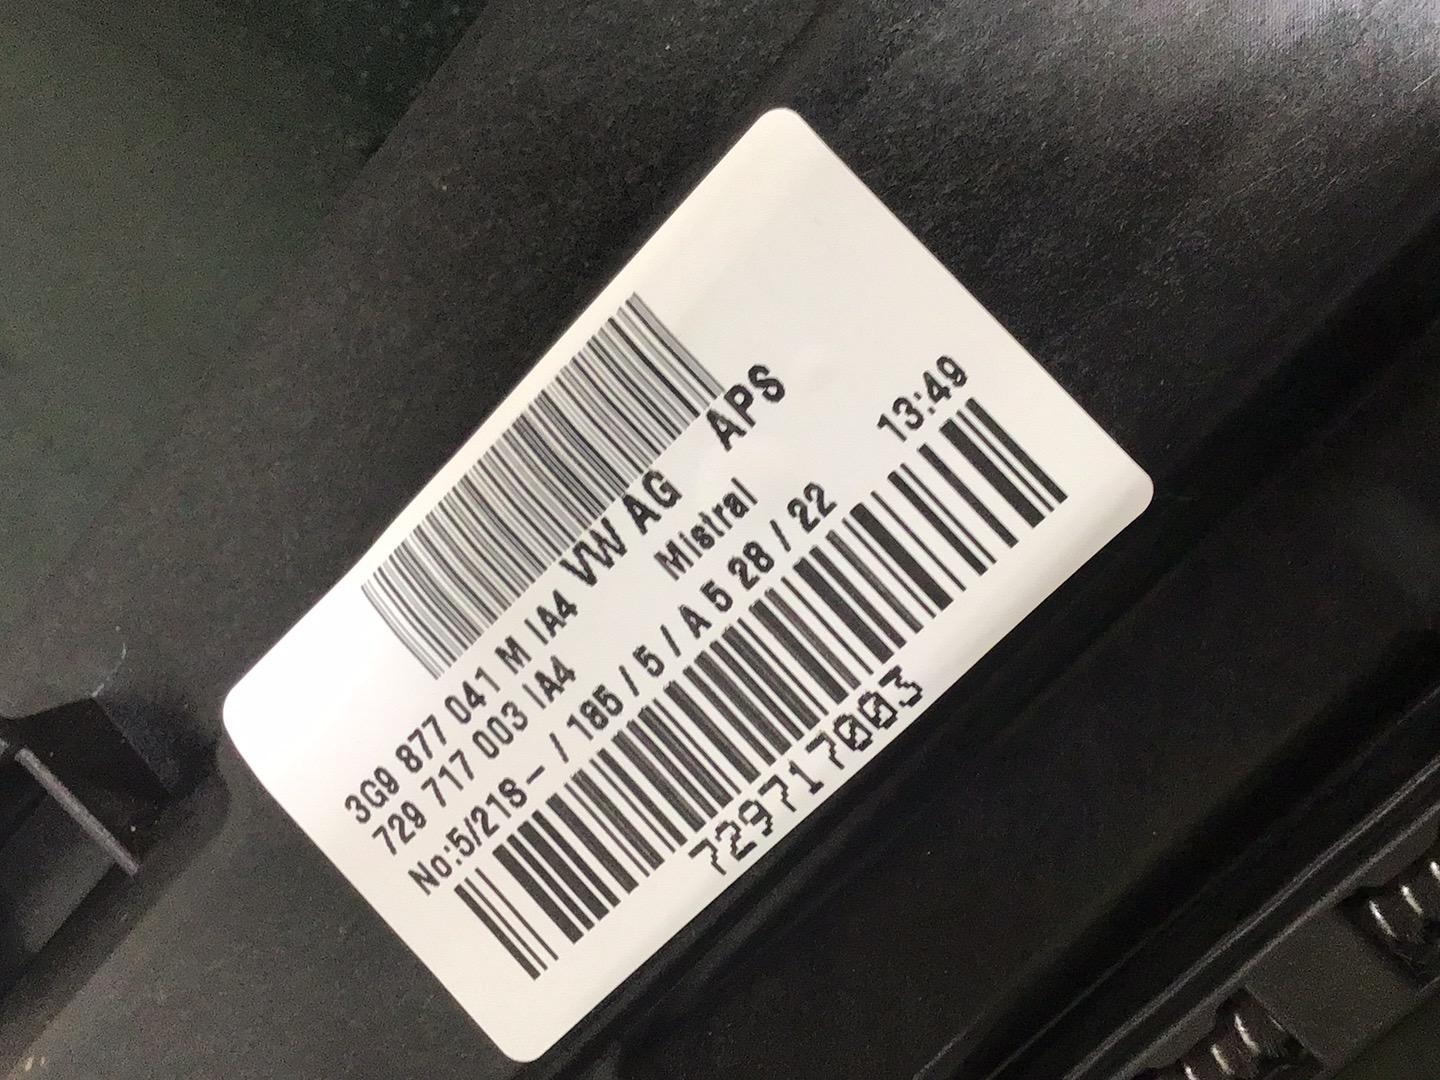 3G9 877 041 M IA4 VW AG APS
729 717 003 IA4 Mistral
No:5/21S- / 185 / 5 / A 5 28 / 22 13:49
729717003